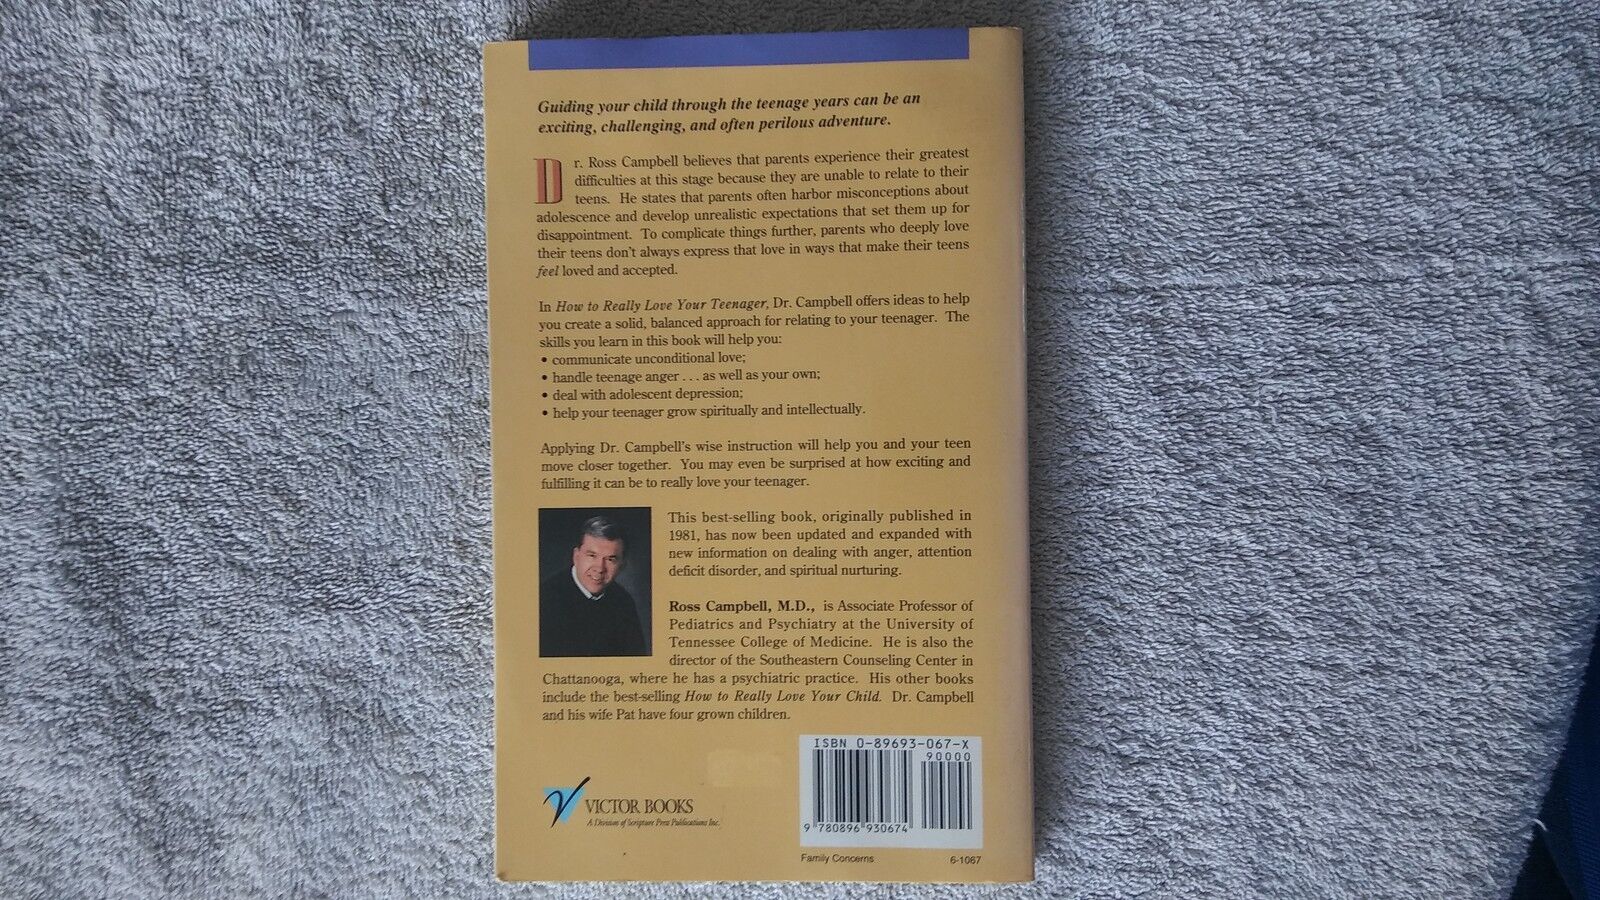 Guiding your child through the teenage years can be an
exciting, challenging, and often perilous adventure.
Dr. Ross Campbell believes that parents experience their greatest
difficulties at this stage because they are unable to relate to their
teens. He states that parents often harbor misconceptions about
adolescence and develop unrealistic expectations that set them up for
disappointment. To complicate things further, parents who deeply love
their teens don't always express that love in ways that make their teens
feel loved and accepted.
In How to Really Love Your Teenager, Dr. Campbell offers ideas to help
you create a solid, balanced approach for relating to your teenager. The
skills you learn in this book will help you:
• communicate unconditional love;
• handle teenage anger . . . as well as your own;
• deal with adolescent depression;
• help your teenager grow spiritually and intellectually.
Applying Dr. Campbell's wise instruction will help you and your teen
move closer together. You may even be surprised at how exciting and
fulfilling it can be to really love your teenager.
This best-selling book, originally published in
1981, has now been updated and expanded with
new information on dealing with anger, attention
deficit disorder, and spiritual nurturing.
Ross Campbell, M.D., is Associate Professor of
Pediatrics and Psychiatry at the University of
Tennessee College of Medicine. He is also the
director of the Southeastern Counseling Center in
Chattanooga, where he has a psychiatric practice. His other books
include the best-selling How to Really Love Your Child. Dr. Campbell
and his wife Pat have four grown children.
ISBN 0-89693-067-X
90000
9 780896 930674
VICTOR BOOKS
A Division of Scripture Press Publications Inc.
Family Concerns
6-1067